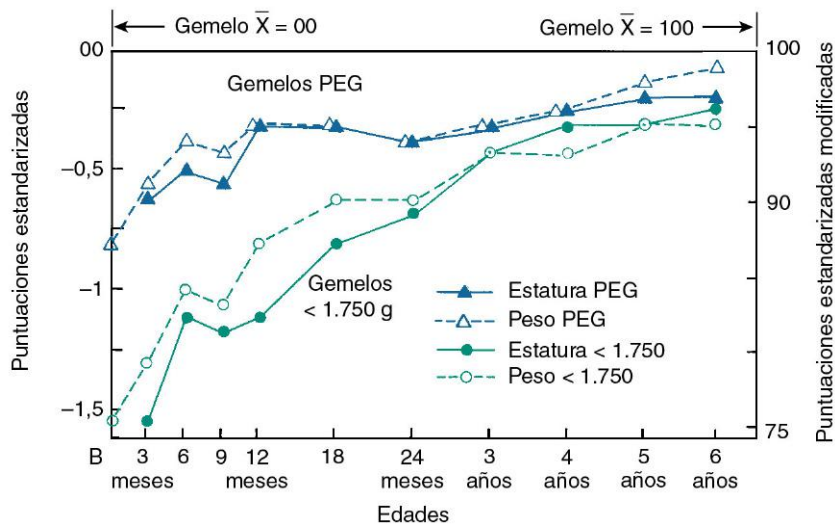 Gemelo X̄ = 00
Gemelo X̄ = 100
00
100
Gemelos PEG
Puntuaciones estandarizadas
Puntuaciones estandarizadas modificadas
–0,5
90
–1
Gemelos
< 1.750 g
Estatura PEG
Peso PEG
Estatura < 1.750
Peso < 1.750
–1,5
75
B 3 6 9 12 18 24 3 4 5 6
meses meses meses años años años años
Edades